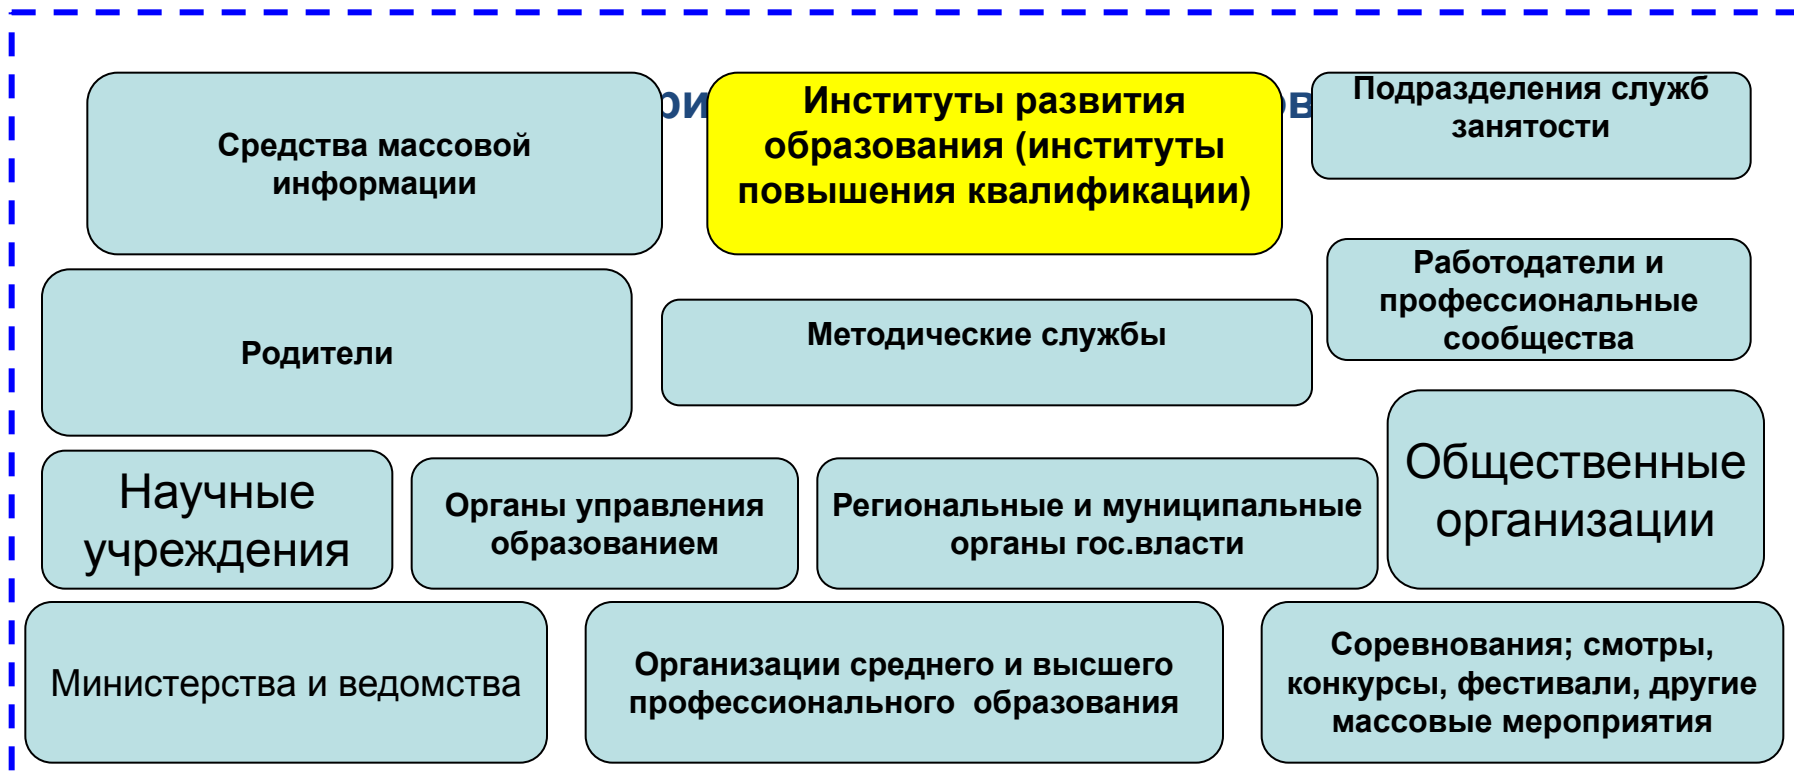 Средства массовой
информации
Институты развития
образования (институты
повышения квалификации)
Подразделения служб
занятости
Родители
Методические службы
Работодатели и
профессиональные
сообщества
Научные
учреждения
Органы управления
образованием
Региональные и муниципальные
органы гос.власти
Общественные
организации
Министерства и ведомства
Организации среднего и высшего
профессионального образования
Соревнования; смотры,
конкурсы, фестивали, другие
массовые мероприятия